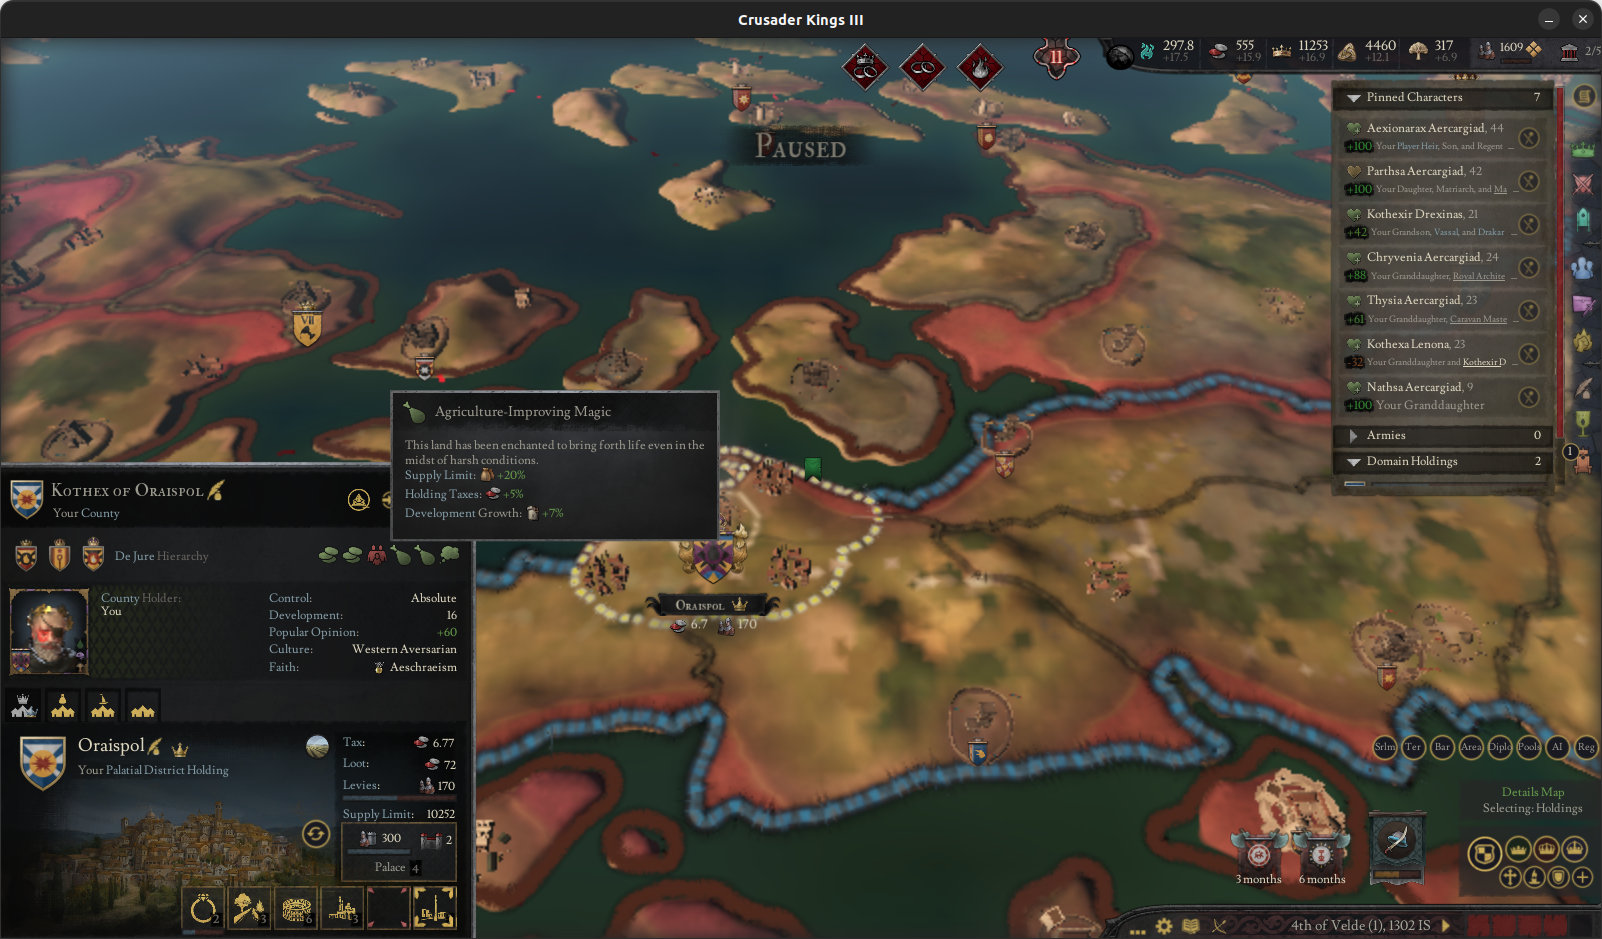 Crusader Kings III
297.8
+17.5
555
+15.9
11253
+16.9
4460
+12.1
317
+6.9
1609
2/5
11
PAUSED
Pinned Characters 7
Aexionarax Aercargiad, 44
+100 Your Player Heir, Son, and Regent ...
Parthsa Aercargiad, 42
+100 Your Daughter, Matriarch, and Ma ...
Kothexir Drexinas, 21
+42 Your Grandson, Vassal, and Drakar ...
Chryvenia Aercargiad, 24
+88 Your Granddaughter, Royal Archite ...
Thysia Aercargiad, 23
+61 Your Granddaughter, Caravan Maste ...
Kothexa Lenona, 23
Your Granddaughter and Kothexir D ...
Nathsa Aercargiad, 9
+100 Your Granddaughter
Armies 0
Domain Holdings 2
1
VII
Agriculture-Improving Magic
This land has been enchanted to bring forth life even in the
midst of harsh conditions.
Supply Limit: +20%
Holding Taxes: +5%
Development Growth: +7%
KOTHEX OF ORAISPOL
Your County
De Jure Hierarchy
County Holder:
You
Control: Absolute
Development: 16
Popular Opinion: +60
Culture: Western Aversarian
Faith: Aeschraeism
Oraispol
Your Palatial District Holding
Tax: 6.77
Loot: 72
Levies: 170
Supply Limit: 10252
300 2
Palace 4
2 3 6 3
ORAISPOL
6.7 170
Srlm Ter Bar Area Diplo Pools AI Reg
Details Map
Selecting: Holdings
3 months 6 months
4th of Velde (1), 1302 IS